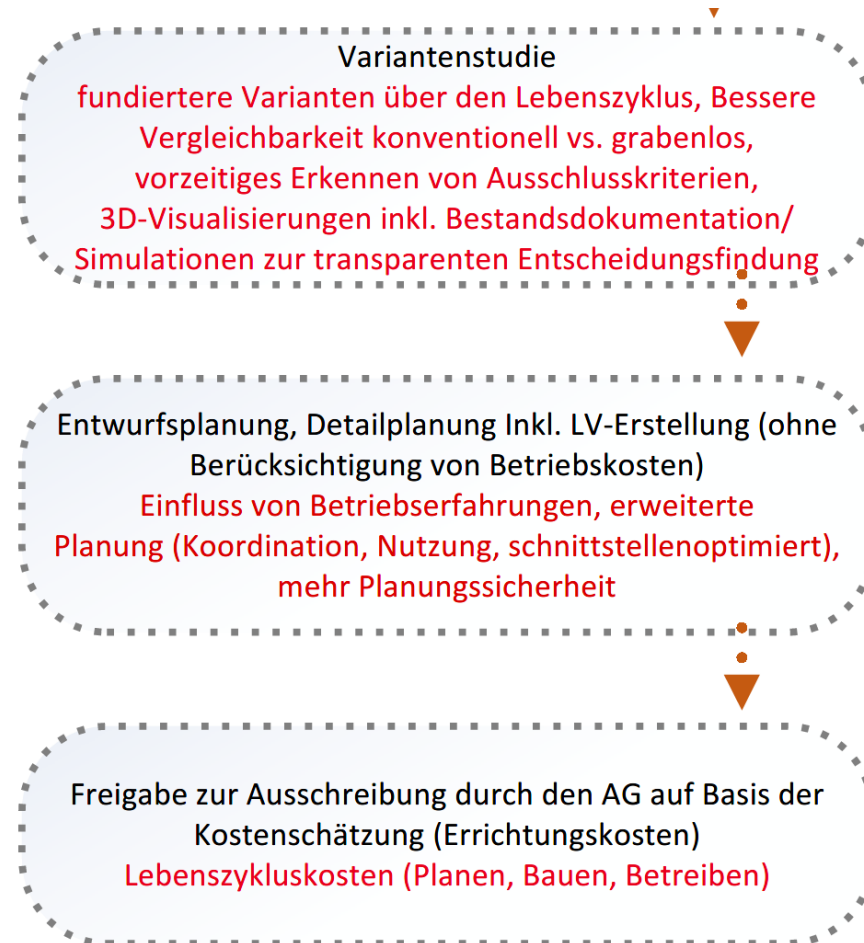 Variantenstudie
fundiertere Varianten über den Lebenszyklus, Bessere
Vergleichbarkeit konventionell vs. grabenlos,
vorzeitiges Erkennen von Ausschlusskriterien,
3D-Visualisierungen inkl. Bestandsdokumentation/
Simulationen zur transparenten Entscheidungsfindung
Entwurfsplanung, Detailplanung Inkl. LV-Erstellung (ohne
Berücksichtigung von Betriebskosten)
Einfluss von Betriebserfahrungen, erweiterte
Planung (Koordination, Nutzung, schnittstellenoptimiert),
mehr Planungssicherheit
Freigabe zur Ausschreibung durch den AG auf Basis der
Kostenschätzung (Errichtungskosten)
Lebenszykluskosten (Planen, Bauen, Betreiben)